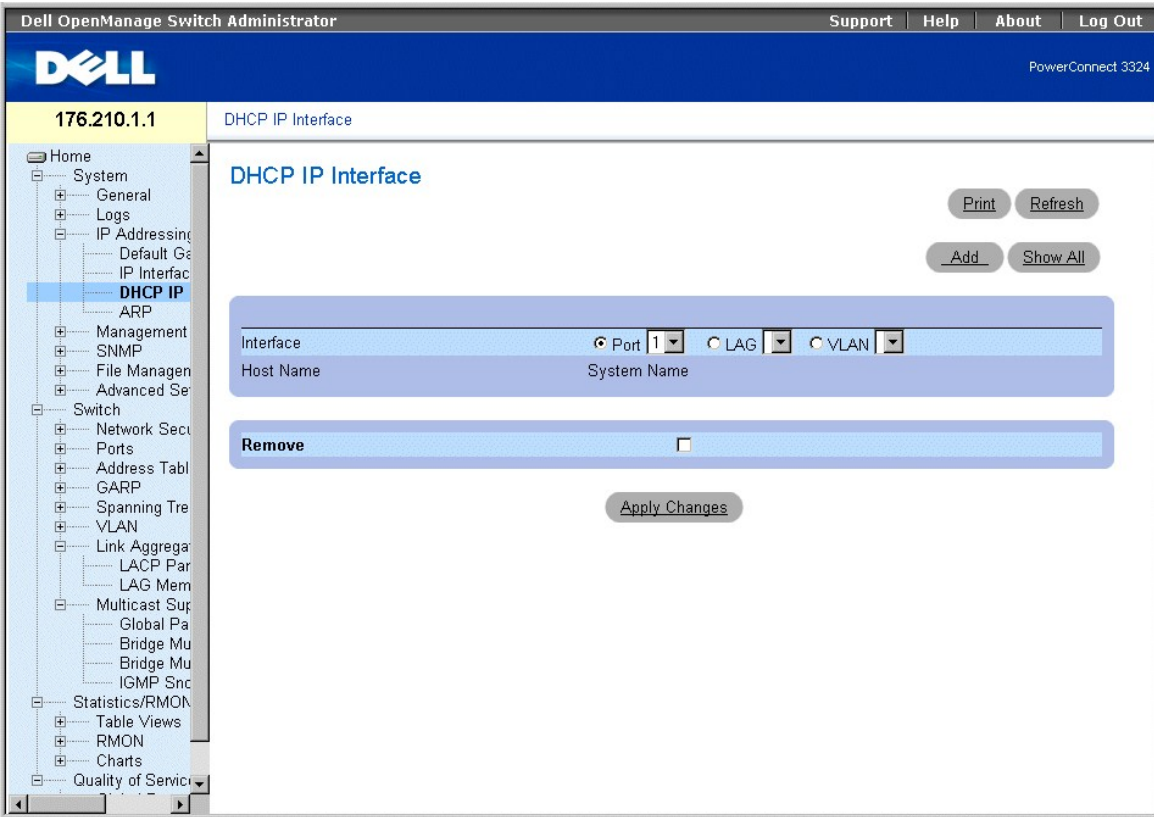 Dell OpenManage Switch Administrator Support Help About Log Out
DELL
PowerConnect 3324
176.210.1.1
DHCP IP Interface
Home
System
General
Logs
IP Addressing
Default Ga
IP Interfac
DHCP IP
ARP
Management
SNMP
File Managen
Advanced Se
Switch
Network Secu
Ports
Address Tabl
GARP
Spanning Tre
VLAN
Link Aggrega
LACP Par
LAG Mem
Multicast Sup
Global Pa
Bridge Mu
Bridge Mu
IGMP Sno
Statistics/RMON
Table Views
RMON
Charts
Quality of Servic
DHCP IP Interface
Print Refresh
Add Show All
Interface Port 1 LAG VLAN
Host Name System Name
Remove
Apply Changes